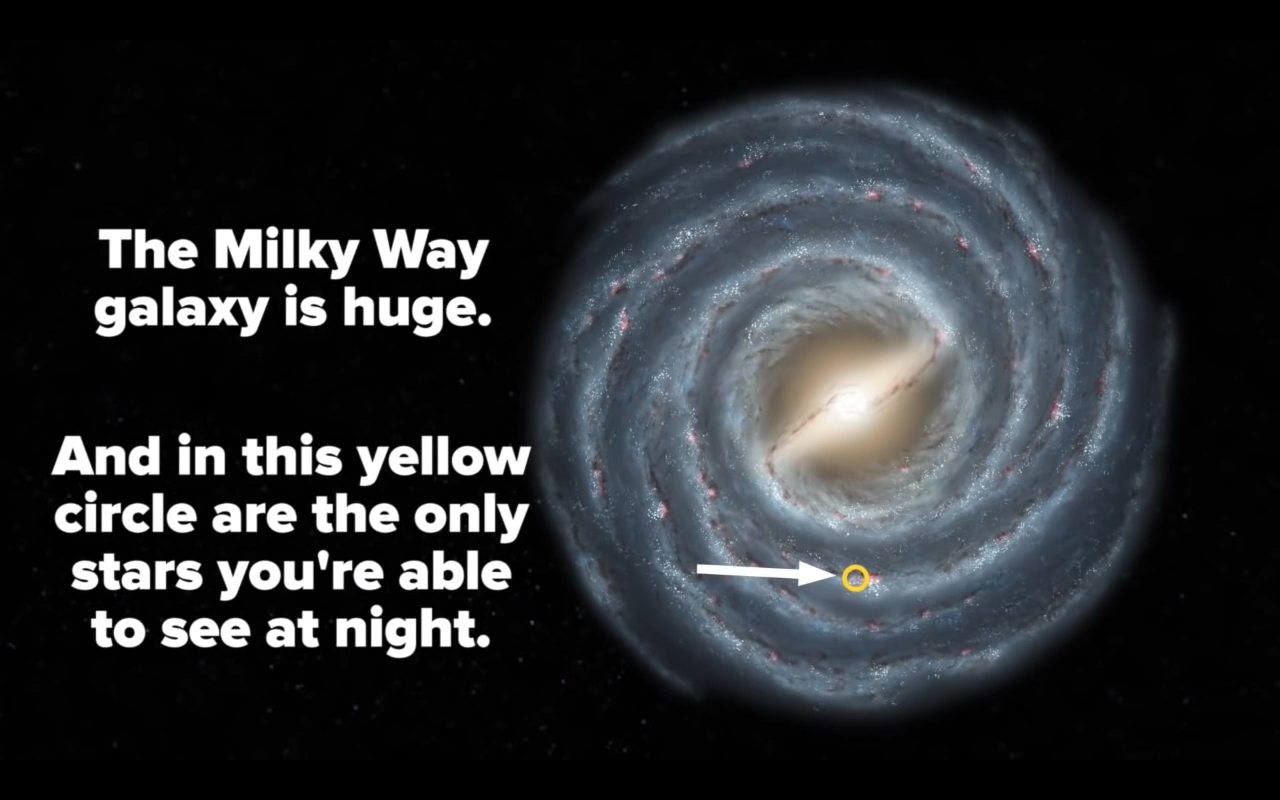 The Milky Way
galaxy is huge.
And in this yellow
circle are the only
stars you're able
to see at night.